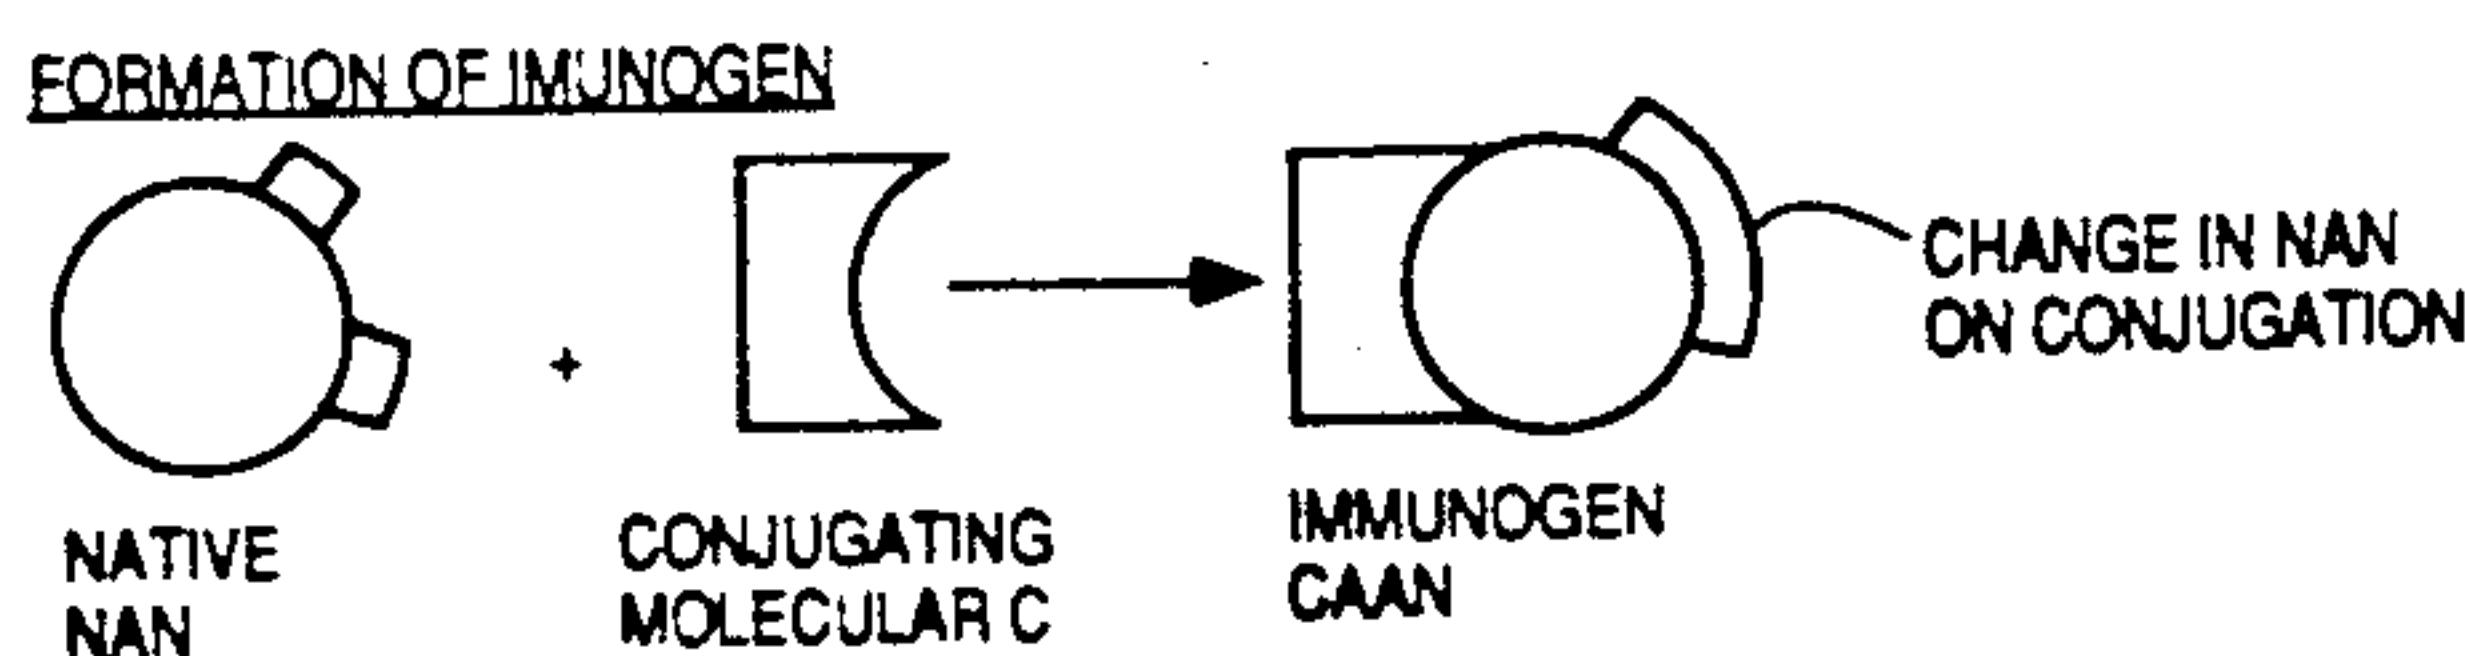 FORMATION OF IMUNOGEN
+
CHANGE IN NAN
ON CONJUGATION
NATIVE
NAN
CONJUGATING
MOLECULAR C
IMMUNOGEN
CAAN